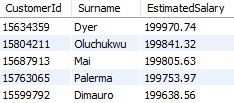 CustomerId Surname EstimatedSalary
15634359 Dyer 199970.74
15804211 Oluchukwu 199841.32
15687913 Mai 199805.63
15763065 Palerma 199753.97
15599792 Dimauro 199638.56